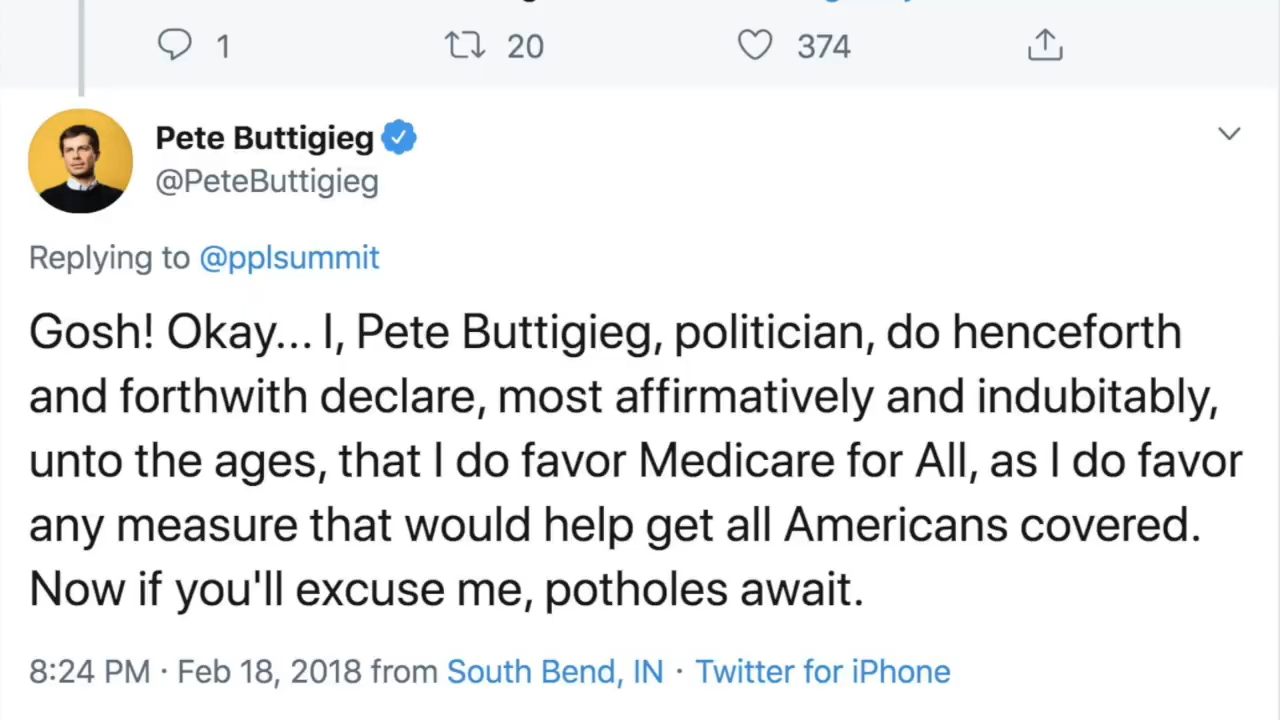 1 20 374
Pete Buttigieg
@PeteButtigieg
Replying to @pplsummit
Gosh! Okay... I, Pete Buttigieg, politician, do henceforth
and forthwith declare, most affirmatively and indubitably,
unto the ages, that I do favor Medicare for All, as I do favor
any measure that would help get all Americans covered.
Now if you'll excuse me, potholes await.
8:24 PM · Feb 18, 2018 from South Bend, IN · Twitter for iPhone